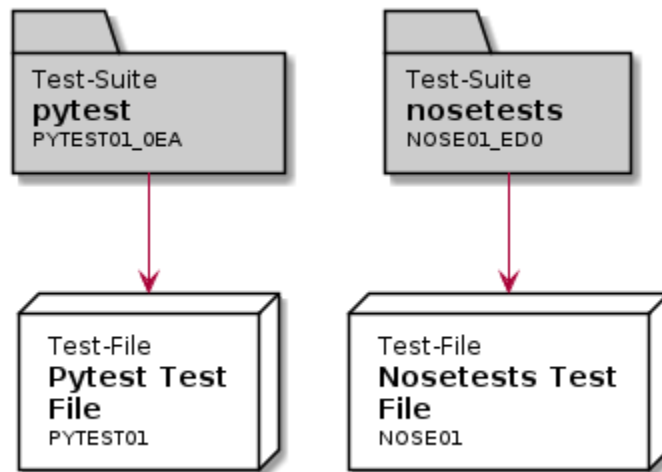 Test-Suite
pytest
PYTEST01_0EA
Test-Suite
nosetests
NOSE01_ED0
Test-File
Pytest Test
File
PYTEST01
Test-File
Nosetests Test
File
NOSE01